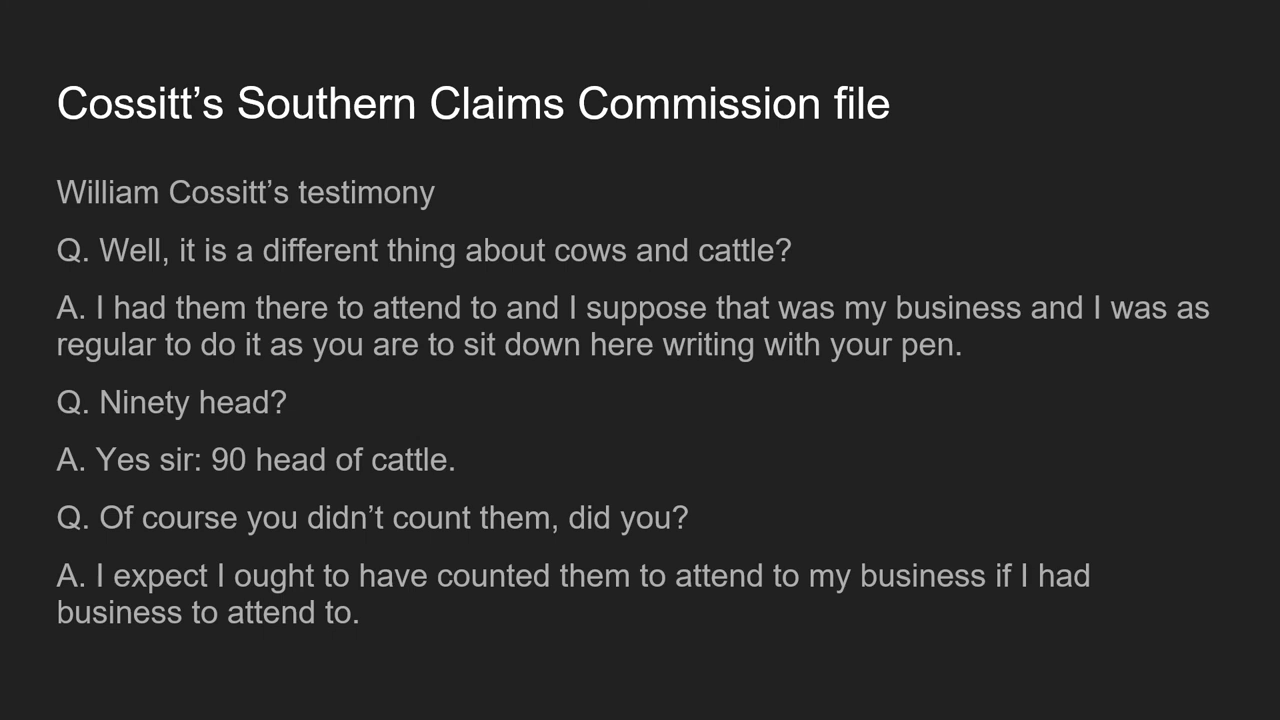 Cossitt’s Southern Claims Commission file
William Cossitt’s testimony
Q. Well, it is a different thing about cows and cattle?
A. I had them there to attend to and I suppose that was my business and I was as
regular to do it as you are to sit down here writing with your pen.
Q. Ninety head?
A. Yes sir: 90 head of cattle.
Q. Of course you didn’t count them, did you?
A. I expect I ought to have counted them to attend to my business if I had
business to attend to.